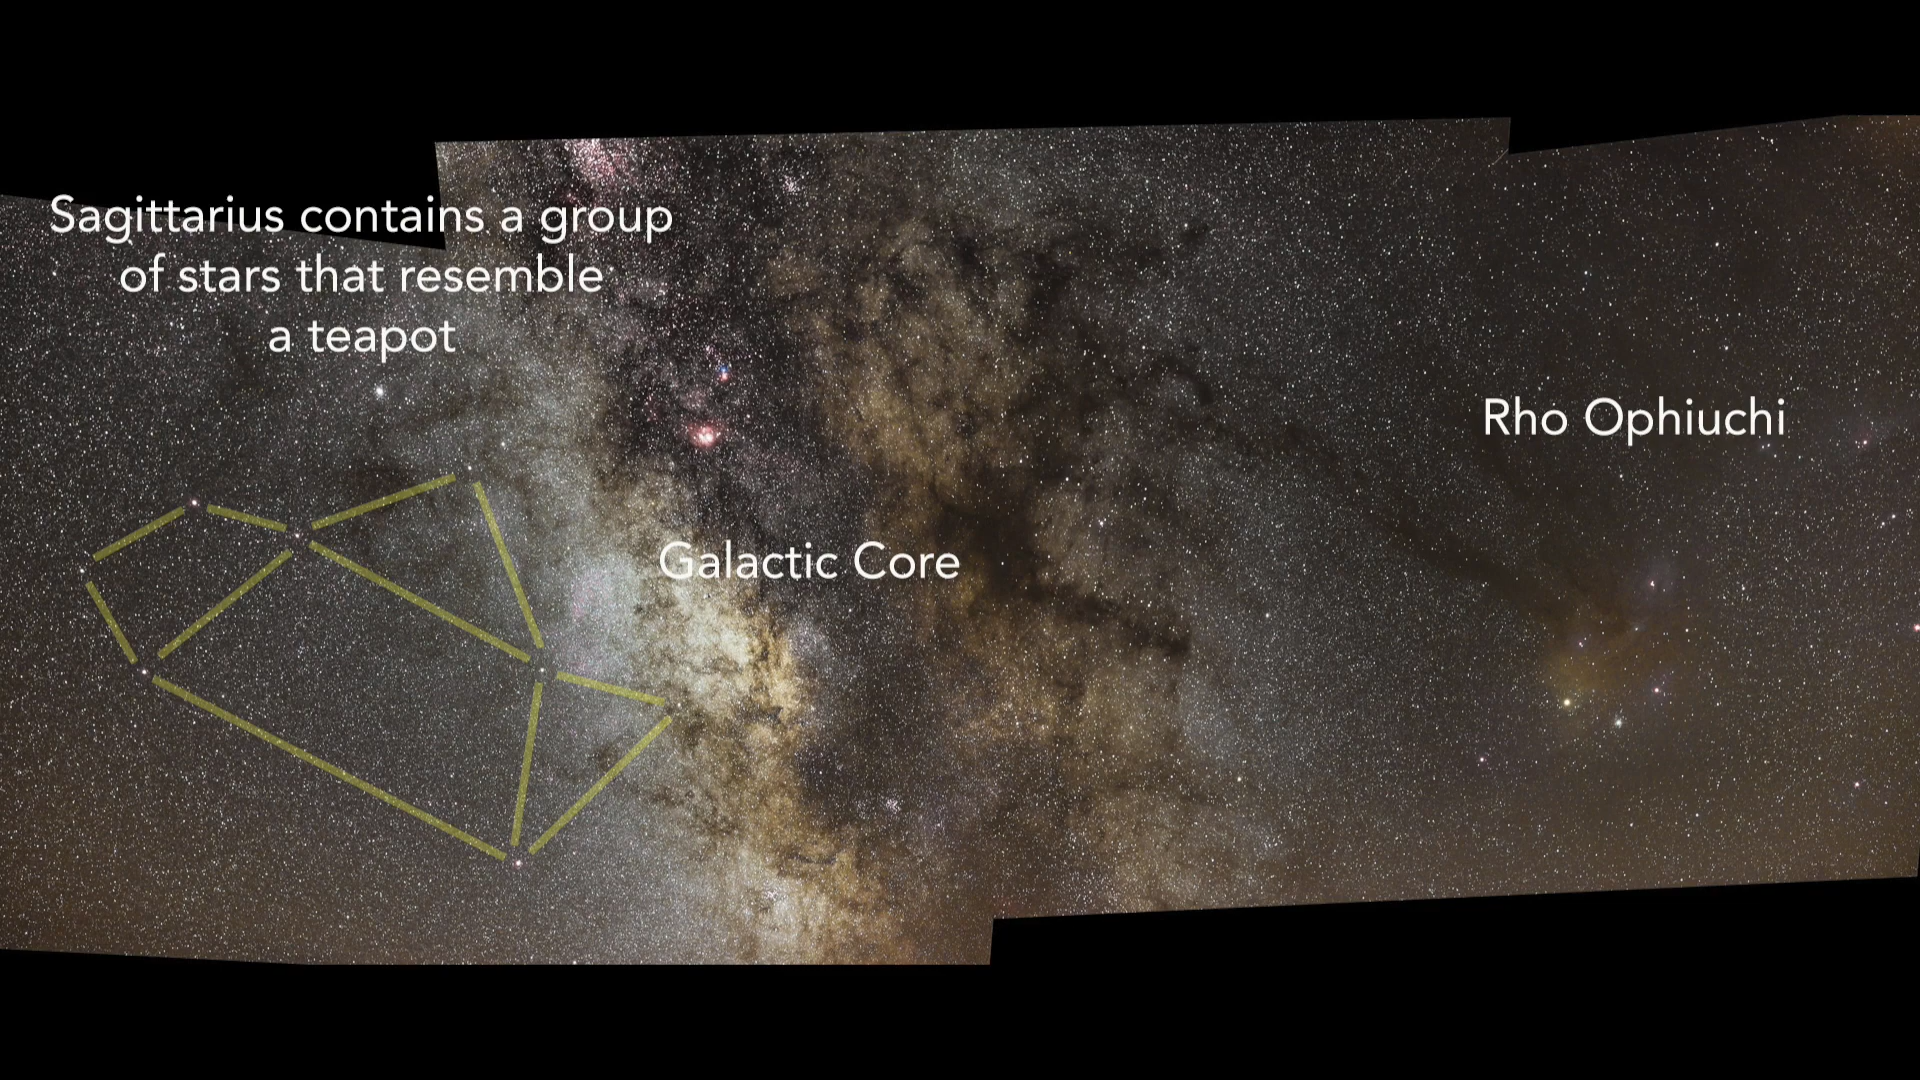 Sagittarius contains a group
of stars that resemble
a teapot
Rho Ophiuchi
Galactic Core